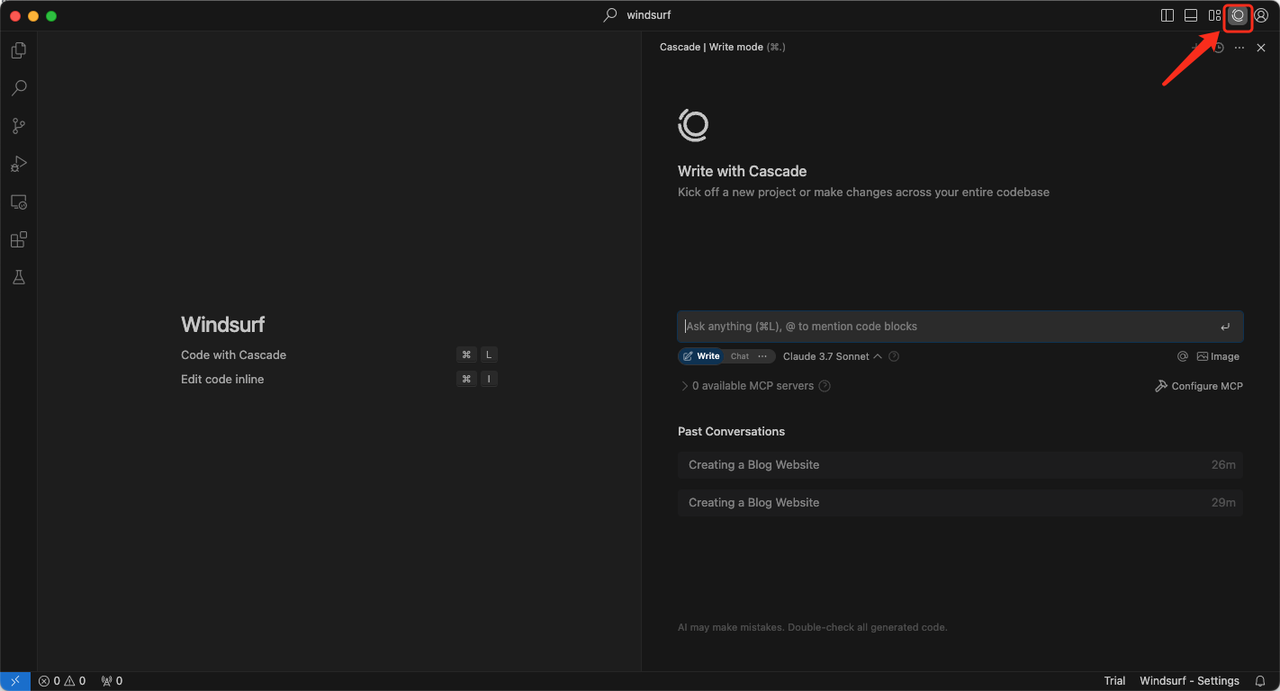 windsurf
Cascade | Write mode (⌘.)
Write with Cascade
Kick off a new project or make changes across your entire codebase
Windsurf
Code with Cascade ⌘ L
Edit code inline ⌘ I
Ask anything (⌘L), @ to mention code blocks
Write Chat ... Claude 3.7 Sonnet @ Image
0 available MCP servers Configure MCP
Past Conversations
Creating a Blog Website 26m
Creating a Blog Website 29m
AI may make mistakes. Double-check all generated code.
0 0 0 Trial Windsurf - Settings